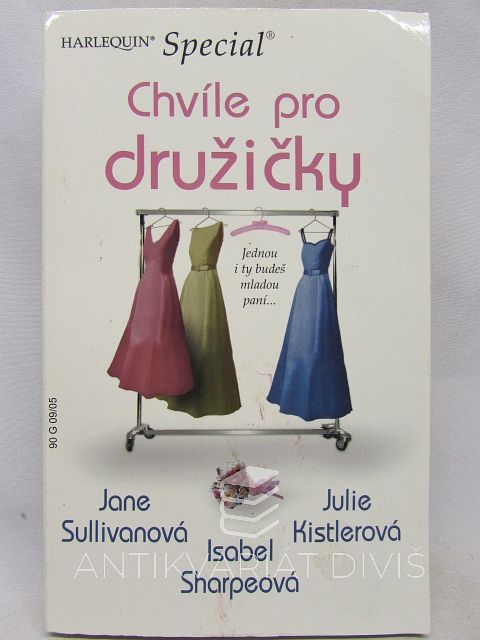 HARLEQUIN® Special®
Chvíle pro
družičky
Jednou
i ty budeš
mladou
paní...
90 G 09/05
Jane
Sullivanová
Julie
Kistlerová
Isabel
Sharpeová
ANTIKVARIÁT DIVIŠ